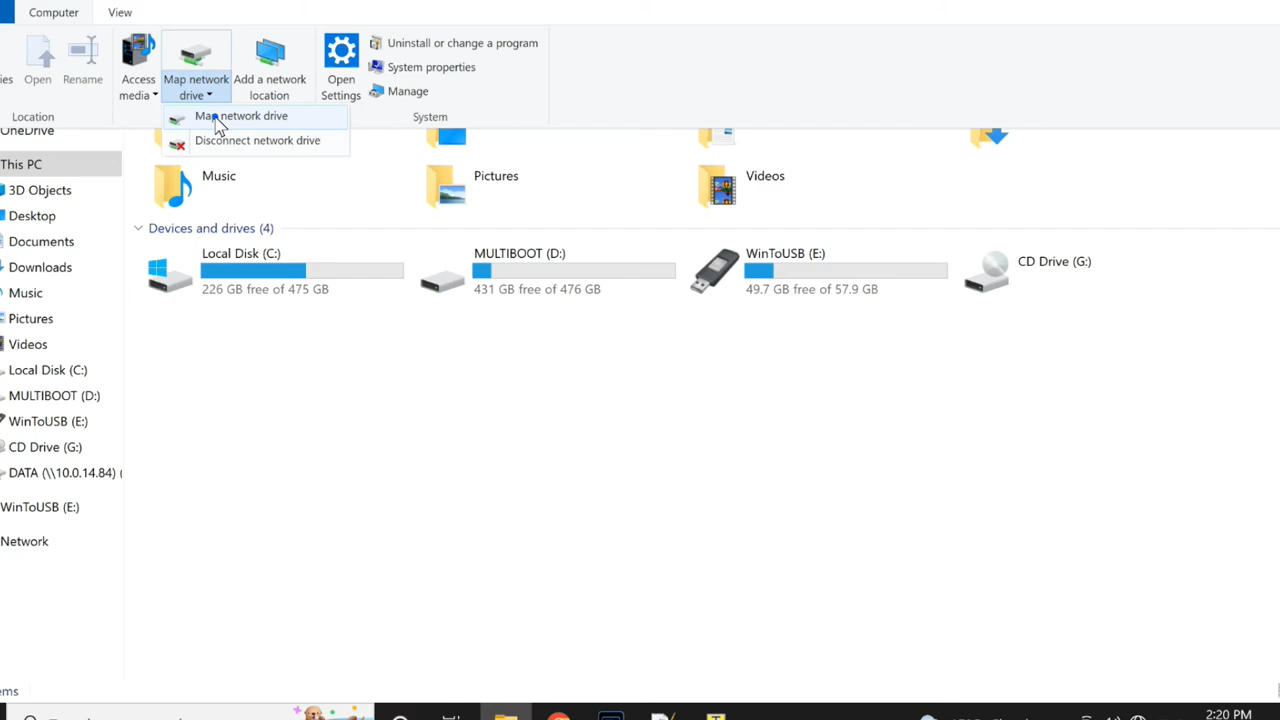 Computer View
Open Rename Access media Map network drive Add a network location Open Settings Uninstall or change a program
System properties
Manage
Location System
Map network drive
Disconnect network drive
OneDrive
This PC
3D Objects
Desktop
Documents
Downloads
Music
Pictures
Videos
Local Disk (C:)
MULTIBOOT (D:)
WinToUSB (E:)
CD Drive (G:)
DATA (\\10.0.14.84) (
WinToUSB (E:)
Network
Music Pictures Videos
Devices and drives (4)
Local Disk (C:)
226 GB free of 475 GB
MULTIBOOT (D:)
431 GB free of 476 GB
WinToUSB (E:)
49.7 GB free of 57.9 GB
CD Drive (G:)
2:20 PM